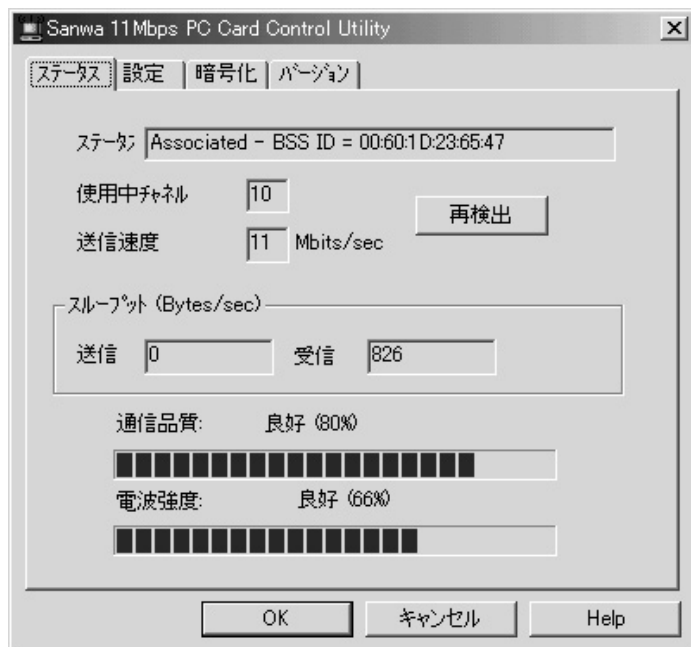 Sanwa 11Mbps PC Card Control Utility
ｽﾃｰﾀｽ 設定 暗号化 ﾊﾞｰｼﾞｮﾝ
ｽﾃｰﾀｽ Associated - BSS ID = 00:60:1D:23:65:47
使用中ﾁｬﾈﾙ 10
再検出
送信速度 11 Mbits/sec
ｽﾙｰﾌﾟｯﾄ (Bytes/sec)
送信 0 受信 826
通信品質: 良好 (80%)
電波強度: 良好 (66%)
OK キャンセル Help